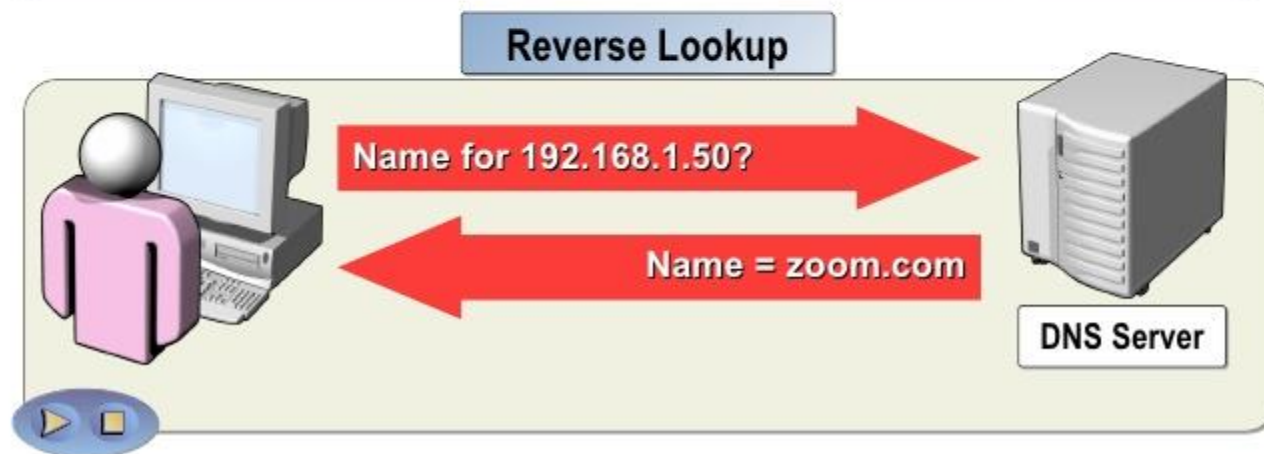 Reverse Lookup
Name for 192.168.1.50?
Name = zoom.com
DNS Server